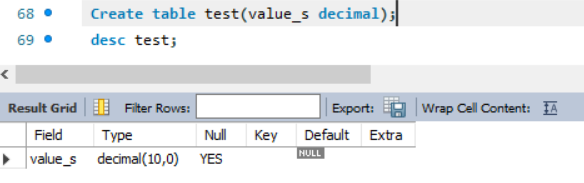 68 Create table test(value_s decimal);
69 desc test;
Result Grid Filter Rows: Export: Wrap Cell Content: IA
Field Type Null Key Default Extra
value_s decimal(10,0) YES NULL